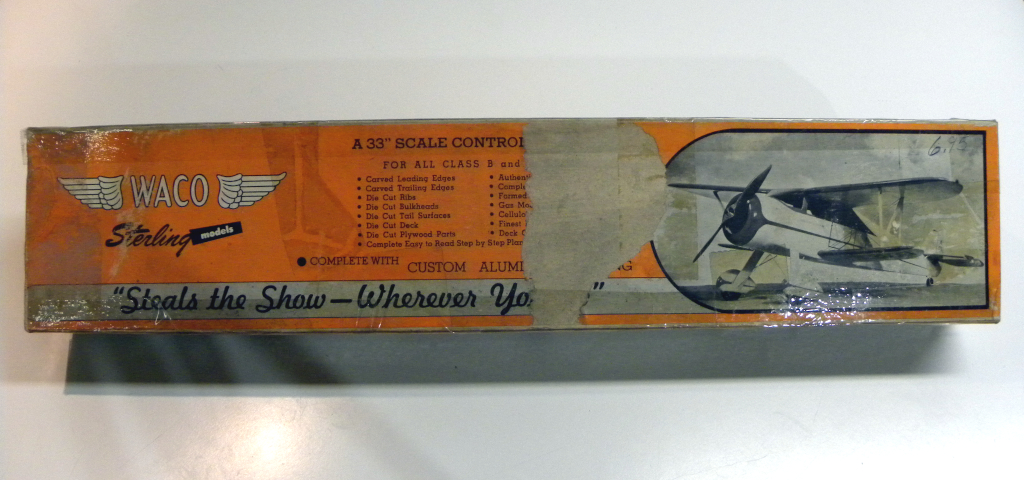 A 33" SCALE CONTROL
FOR ALL CLASS B and
• Carved Leading Edges
• Carved Trailing Edges
• Die Cut Ribs
• Die Cut Bulkheads
• Die Cut Tail Surfaces
• Die Cut Deck
• Die Cut Plywood Parts
• Complete Easy to Read Step by Step Plan
• Authen
• Compl
• Formed
• Gas Mo
• Cellulo
• Finest
• Deck C
WACO
Sterling models
● COMPLETE WITH CUSTOM ALUMI NG
"Steals the Show—Wherever Yo "
6.95